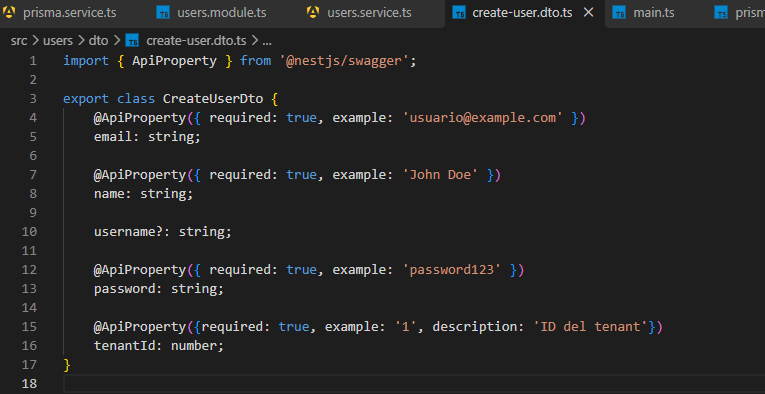 prisma.service.ts users.module.ts users.service.ts create-user.dto.ts main.ts prism
src > users > dto > create-user.dto.ts > ...
1 import { ApiProperty } from '@nestjs/swagger';
2
3 export class CreateUserDto {
4 @ApiProperty({ required: true, example: 'usuario@example.com' })
5 email: string;
6
7 @ApiProperty({ required: true, example: 'John Doe' })
8 name: string;
9
10 username?: string;
11
12 @ApiProperty({ required: true, example: 'password123' })
13 password: string;
14
15 @ApiProperty({required: true, example: '1', description: 'ID del tenant'})
16 tenantId: number;
17 }
18